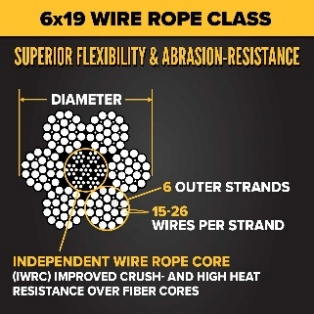 6x19 WIRE ROPE CLASS
SUPERIOR FLEXIBILITY & ABRASION-RESISTANCE
DIAMETER
6 OUTER STRANDS
15-26
WIRES PER STRAND
INDEPENDENT WIRE ROPE CORE
(IWRC) IMPROVED CRUSH- AND HIGH HEAT
RESISTANCE OVER FIBER CORES